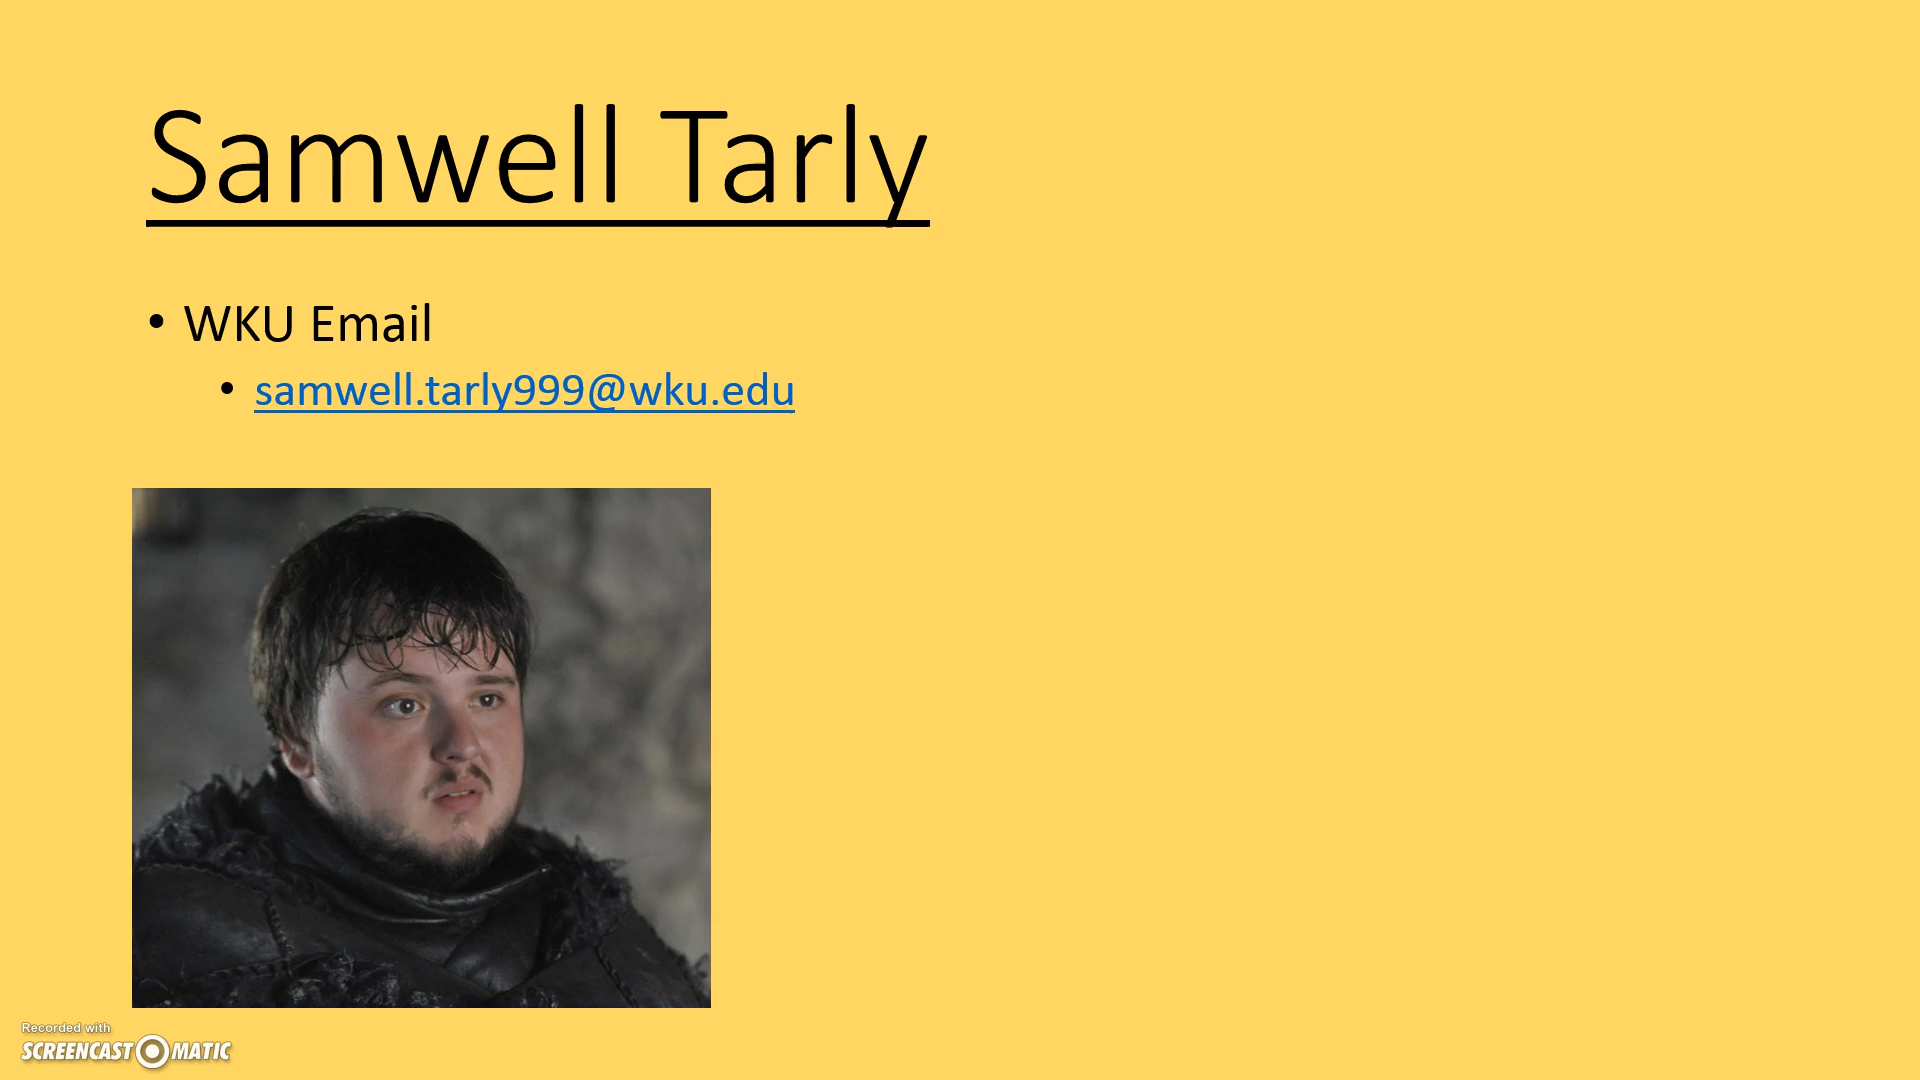 Samwell Tarly
• WKU Email
• samwell.tarly999@wku.edu
Recorded with
SCREENCAST MATIC